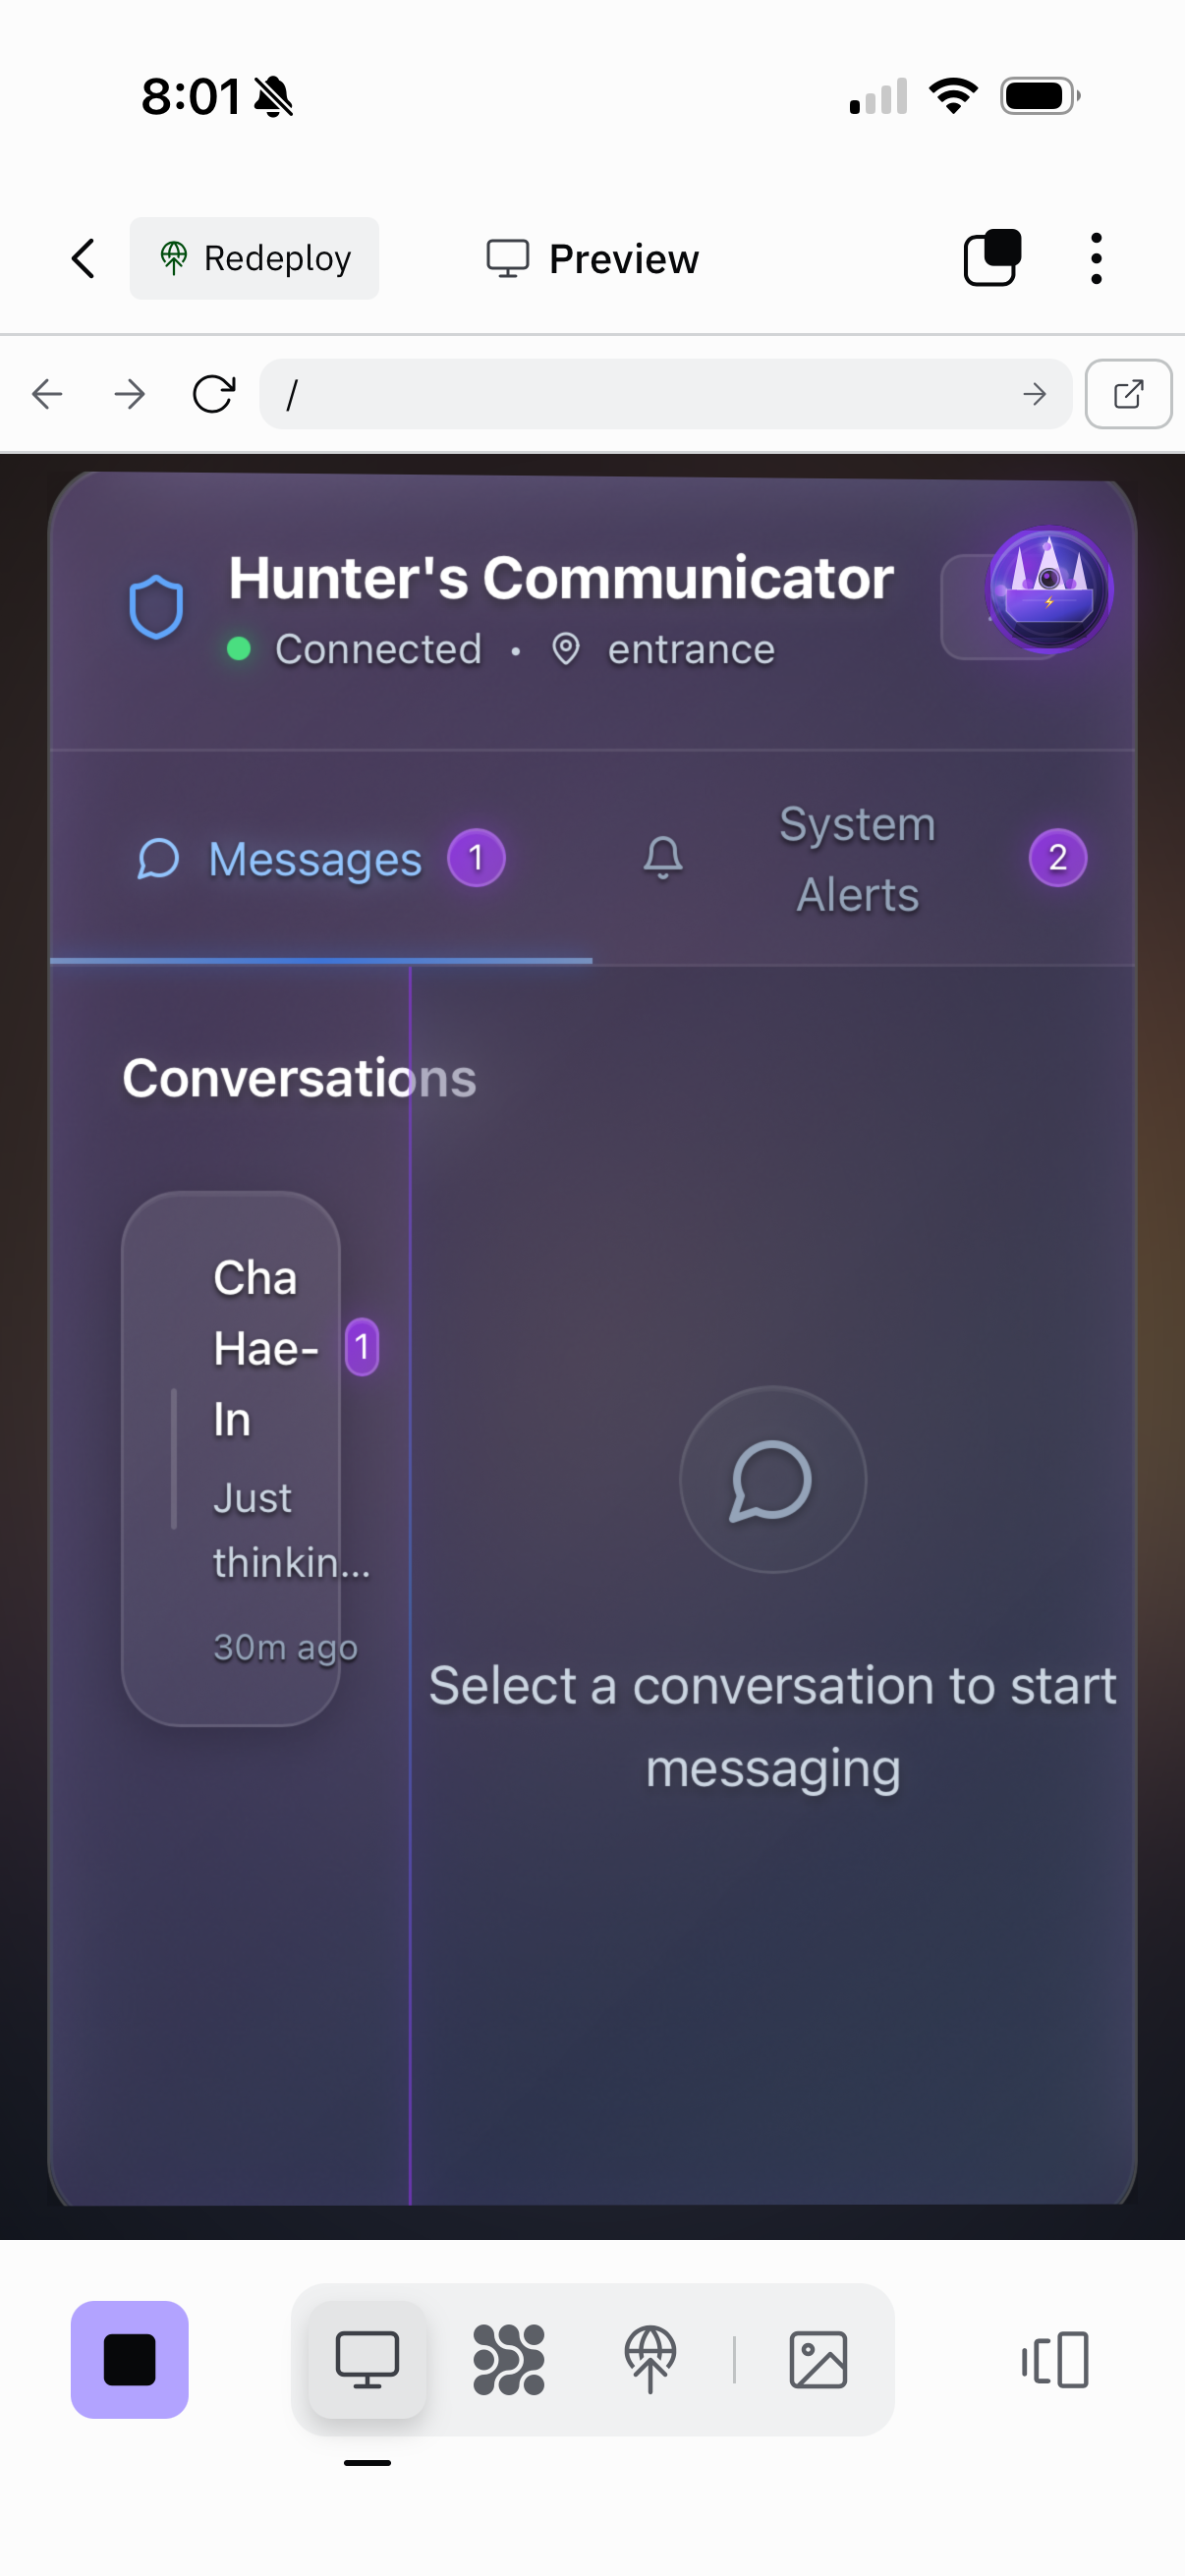 8:01
Redeploy
Preview
/
Hunter's Communicator
Connected • entrance
Messages 1
System
Alerts
2
Conversations
Cha
Hae-
In
1
Just
thinkin...
30m ago
Select a conversation to start
messaging